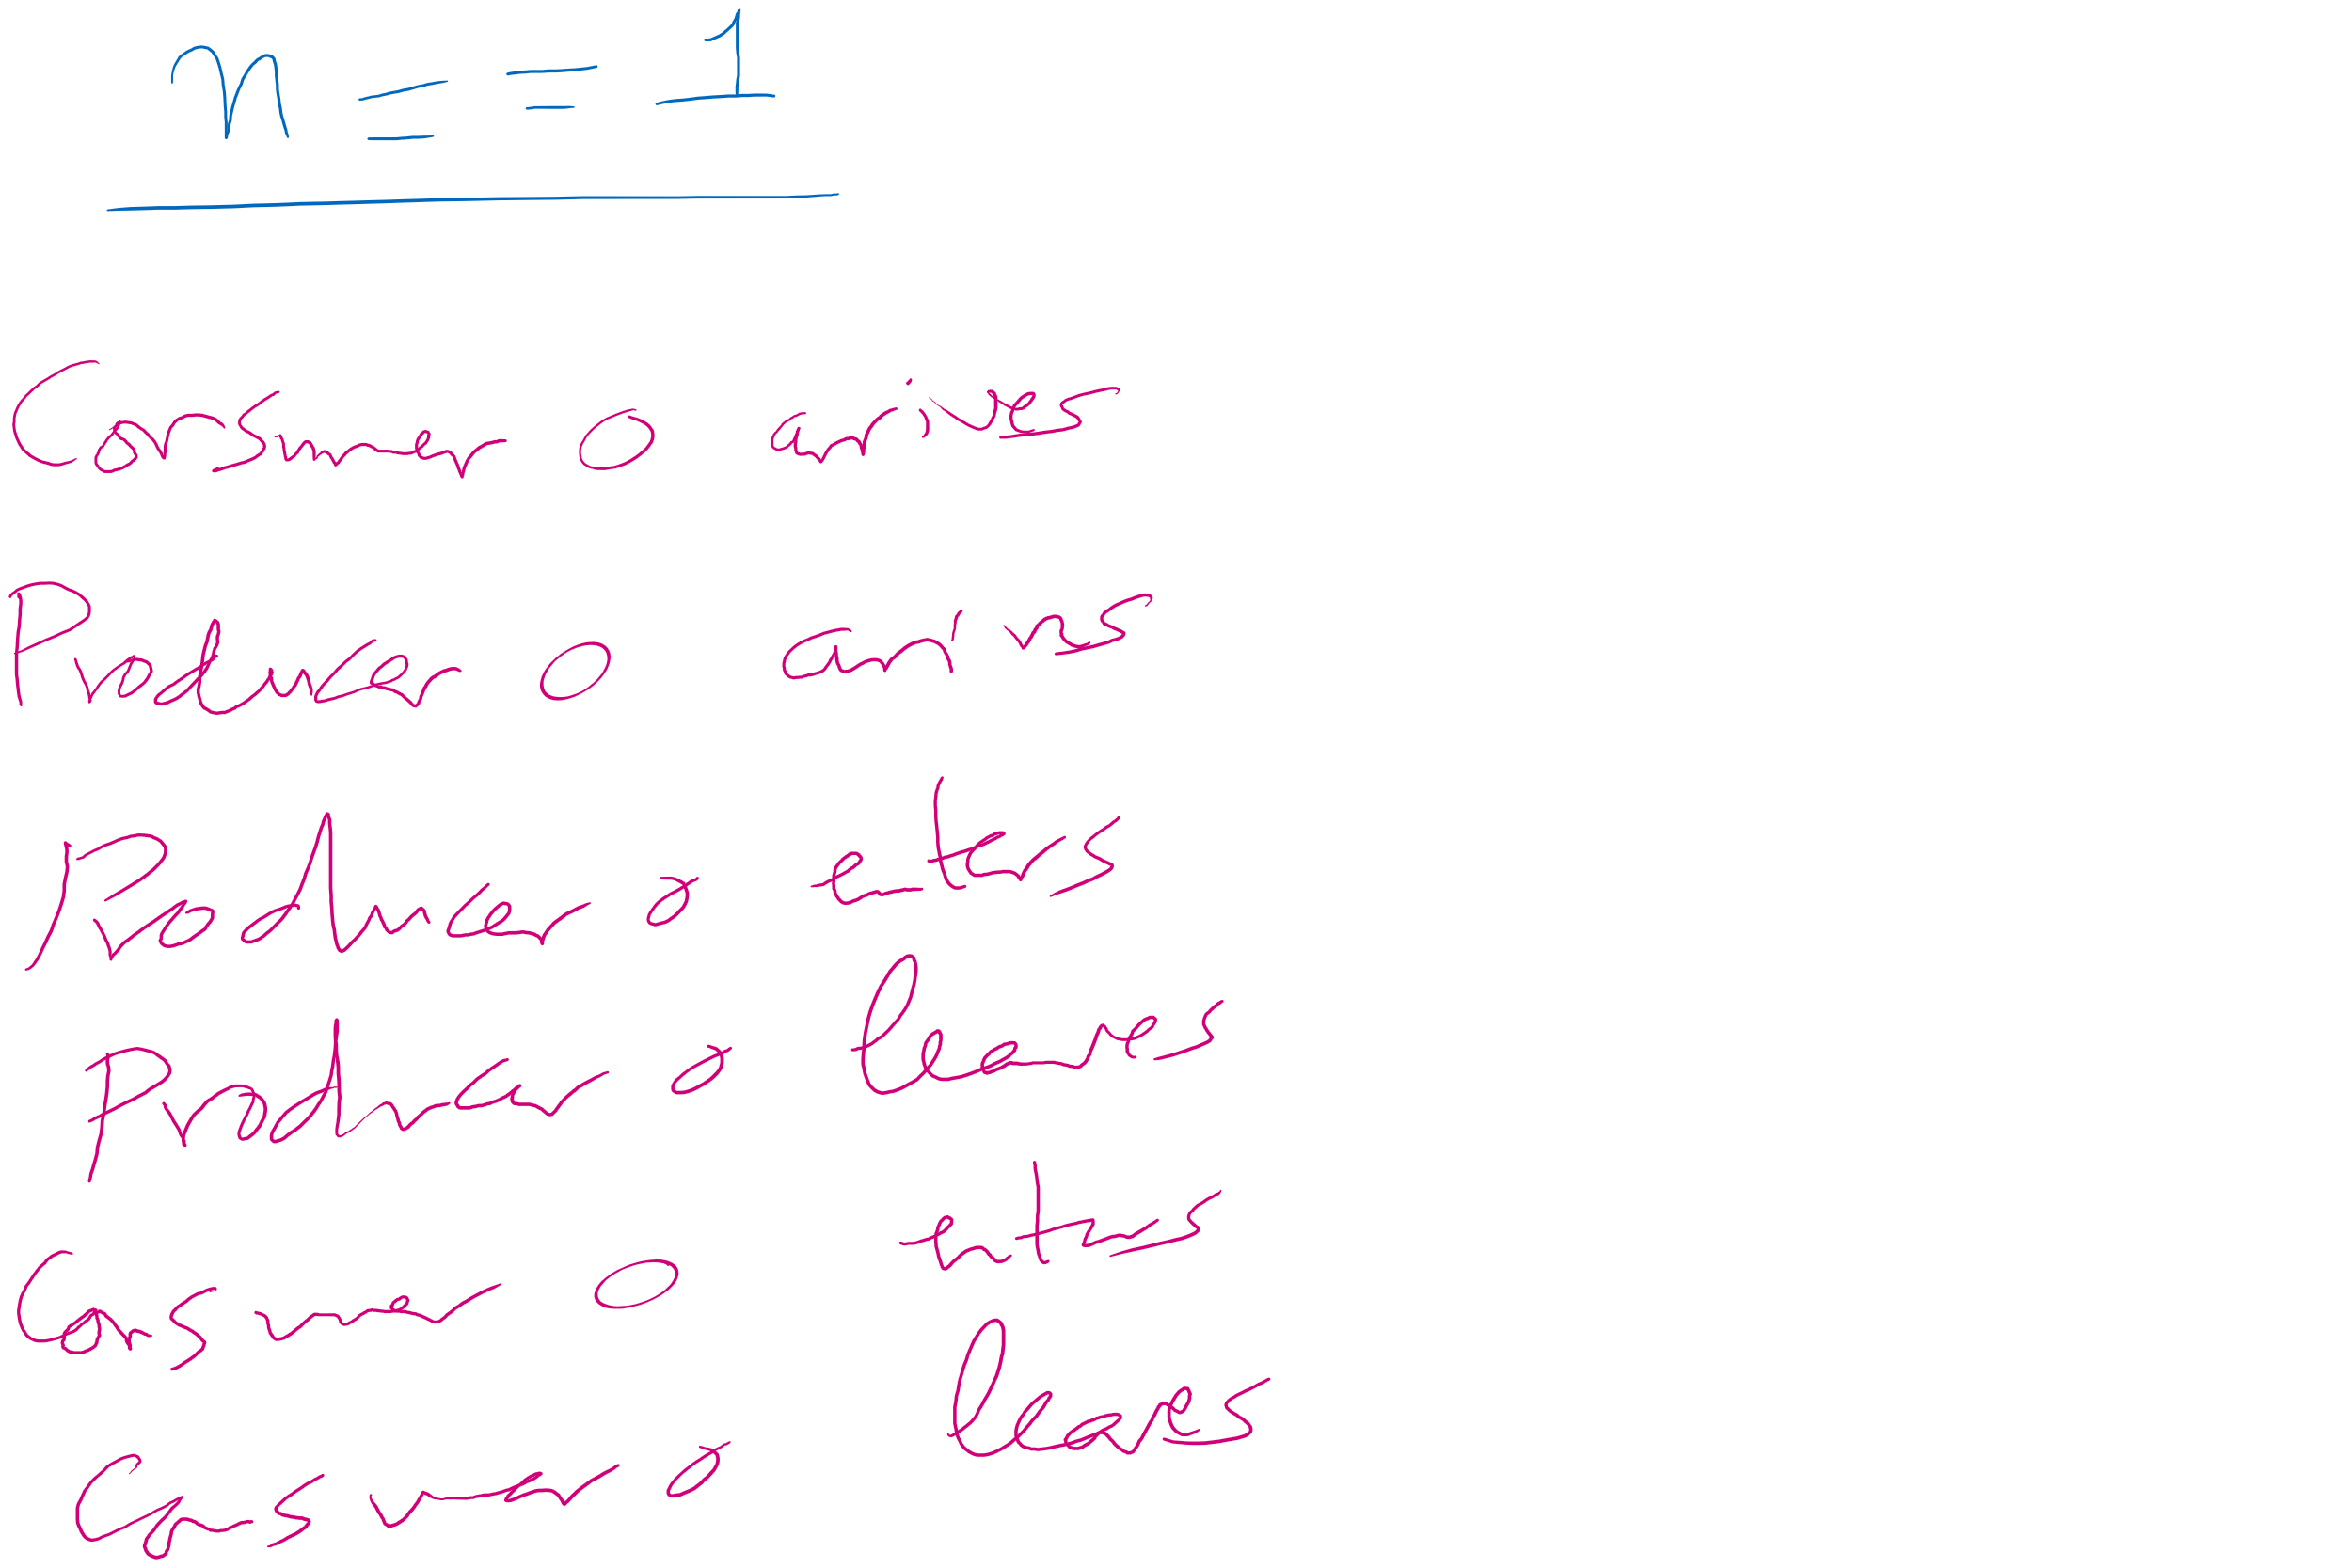 n == 1
Consumer 0 arrives
Producer 0 arrives
Producer 0 enters
Producer 0 leaves
Consumer 0 enters
Consumer 0 leaves